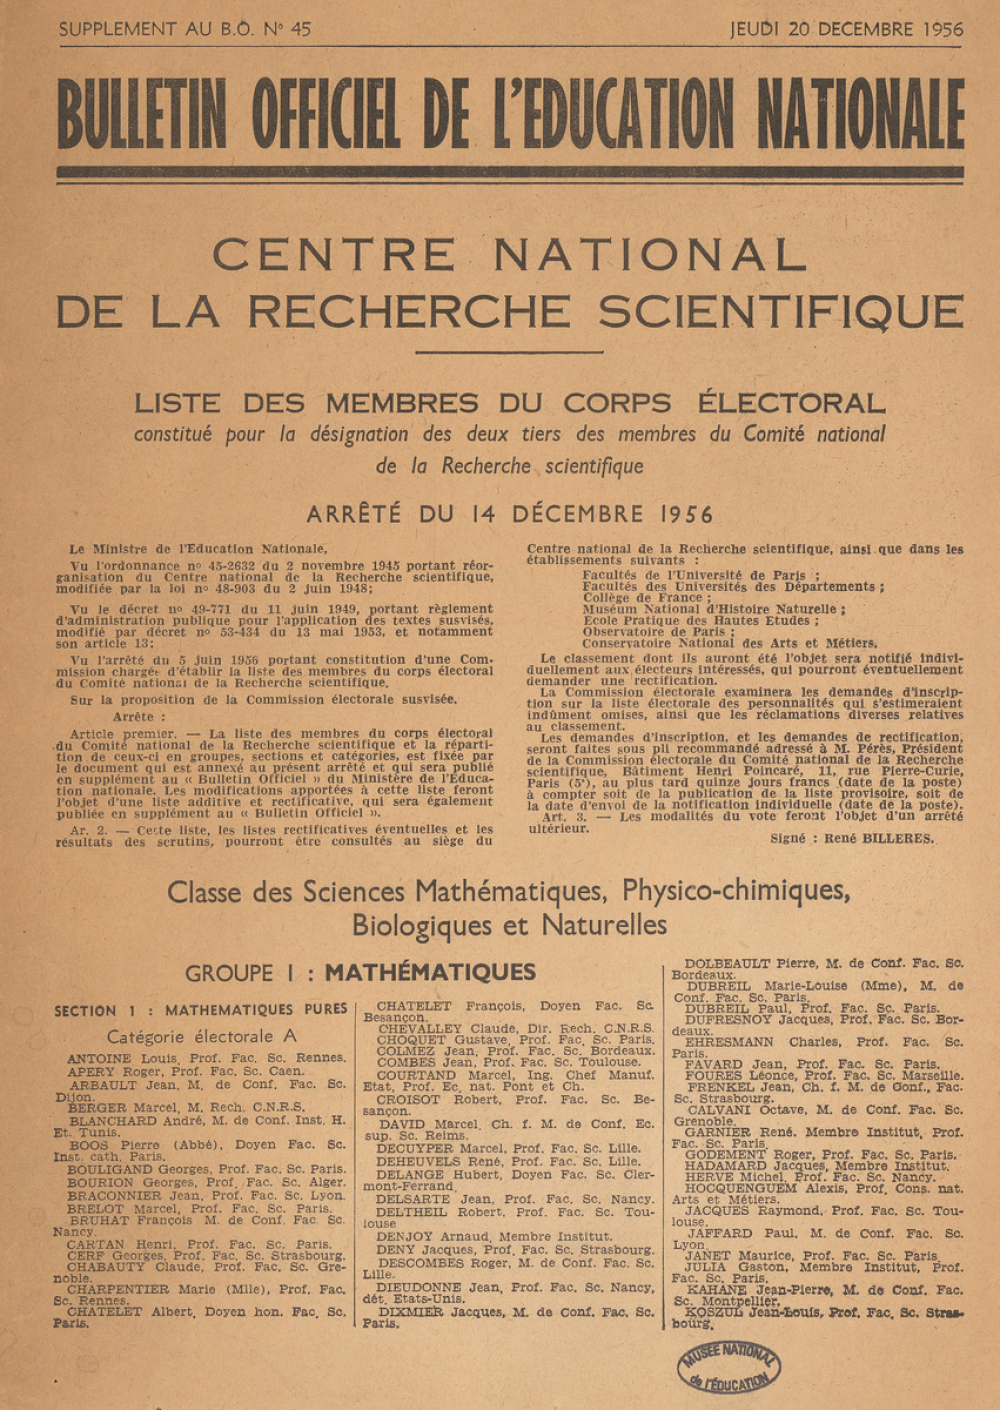 SUPPLEMENT AU B.O. Nº 45
JEUDI 20 DECEMBRE 1956
BULLETIN OFFICIEL DE L'EDUCATION NATIONALE
CENTRE NATIONAL
DE LA RECHERCHE SCIENTIFIQUE
LISTE DES MEMBRES DU CORPS ÉLECTORAL
constitué pour la désignation des deux tiers des membres du Comité national
de la Recherche scientifique
ARRÊTÉ DU 14 DÉCEMBRE 1956
Le Ministre de l'Education Nationale,
Vu l'ordonnance nº 45-2632 du 2 novembre 1945 portant réor-
ganisation du Centre national de la Recherche scientifique,
modifiée par la loi nº 48-903 du 2 juin 1948;
Vu le décret nº 49-771 du 11 juin 1949, portant règlement
d'administration publique pour l'application des textes susvisés,
modifié par décret nº 53-434 du 13 mai 1953, et notamment
son article 13;
Vu l'arrêté du 5 juin 1956 portant constitution d'une Com-
mission chargée d'établir la liste des membres du corps électoral
du Comité national de la Recherche scientifique,
Sur la proposition de la Commission électorale susvisée,
Arrête :
Article premier. — La liste des membres du corps électoral
du Comité national de la Recherche scientifique et la réparti-
tion de ceux-ci en groupes, sections et catégories, est fixée par
le document qui est annexé au présent arrêté et qui sera publié
en supplément au « Bulletin Officiel » du Ministère de l'Educa-
tion nationale. Les modifications apportées à cette liste feront
l'objet d'une liste additive et rectificative, qui sera également
publiée en supplément au « Bulletin Officiel ».
Ar. 2. — Cette liste, les listes rectificatives éventuelles et les
résultats des scrutins, pourront être consultés au siège du
Centre national de la Recherche scientifique, ainsi que dans les
établissements suivants :
Facultés de l'Université de Paris ;
Facultés des Universités des Départements ;
Collège de France ;
Muséum National d'Histoire Naturelle ;
Ecole Pratique des Hautes Etudes ;
Observatoire de Paris ;
Conservatoire National des Arts et Métiers.
Le classement dont ils auront été l'objet sera notifié indivi-
duellement aux électeurs intéressés, qui pourront éventuellement
demander une rectification.
La Commission électorale examinera les demandes d'inscrip-
tion sur la liste électorale des personnalités qui s'estimeraient
indûment omises, ainsi que les réclamations diverses relatives
au classement.
Les demandes d'inscription, et les demandes de rectification,
seront faites sous pli recommandé adressé à M. Pérès, Président
de la Commission électorale du Comité national de la Recherche
scientifique, Bâtiment Henri Poincaré, 11, rue Pierre-Curie,
Paris (5º), au plus tard quinze jours francs (date de la poste)
à compter soit de la publication de la liste provisoire, soit de
la date d'envoi de la notification individuelle (date de la poste).
Art. 3. — Les modalités du vote feront l'objet d'un arrêté
ultérieur.
Signé : René BILLERES.
Classe des Sciences Mathématiques, Physico-chimiques,
Biologiques et Naturelles
GROUPE I : MATHÉMATIQUES
SECTION 1 : MATHEMATIQUES PURES
Catégorie électorale A
ANTOINE Louis, Prof. Fac. Sc. Rennes.
APERY Roger, Prof. Fac. Sc. Caen.
ARBAULT Jean, M. de Conf. Fac. Sc.
Dijon.
BERGER Marcel, M. Rech. C.N.R.S.
BLANCHARD André, M. de Conf. Inst. H.
Et. Tunis.
BOOS Pierre (Abbé), Doyen Fac. Sc.
Inst. cath. Paris.
BOULIGAND Georges, Prof. Fac. Sc. Paris.
BOURION Georges, Prof. Fac. Sc. Alger.
BRACONNIER Jean, Prof. Fac. Sc. Lyon.
BRELOT Marcel, Prof. Fac. Sc. Paris.
BRUHAT François M. de Conf. Fac. Sc.
Nancy.
CARTAN Henri, Prof. Fac. Sc. Paris.
CERF Georges, Prof. Fac. Sc. Strasbourg.
CHABAUTY Claude, Prof. Fac. Sc. Gre-
noble.
CHARPENTIER Marie (Mlle), Prof. Fac.
Sc. Rennes.
CHATELET Albert, Doyen hon. Fac. Sc.
Paris.
CHATELET François, Doyen Fac. Sc.
Besançon.
CHEVALLEY Claude, Dir. Rech. C.N.R.S.
CHOQUET Gustave, Prof. Fac. Sc. Paris.
COLMEZ Jean, Prof. Fac. Sc. Bordeaux.
COMBES Jean, Prof. Fac. Sc. Toulouse.
COURTAND Marcel, Ing. Chef Manuf.
Etat, Prof. Ec. nat. Pont et Ch.
CROISOT Robert, Prof. Fac. Sc. Be-
sançon.
DAVID Marcel, Ch. f. M. de Conf. Ec.
sup. Sc. Reims.
DECUYPER Marcel, Prof. Fac. Sc. Lille.
DEHEUVELS René, Prof. Fac. Sc. Lille.
DELANGE Hubert, Doyen Fac. Sc. Cler-
mont-Ferrand.
DELSARTE Jean, Prof. Fac. Sc. Nancy.
DELTHEIL Robert, Prof. Fac. Sc. Tou-
louse
DENJOY Arnaud, Membre Institut.
DENY Jacques, Prof. Fac. Sc. Strasbourg.
DESCOMBES Roger, M. de Conf. Fac. Sc.
Lille.
DIEUDONNE Jean, Prof. Fac. Sc. Nancy,
dét. Etats-Unis.
DIXMIER Jacques, M. de Conf. Fac. Sc.
Paris.
DOLBEAULT Pierre, M. de Conf. Fac. Sc.
Bordeaux.
DUBREIL Marie-Louise (Mme), M. de
Conf. Fac. Sc. Paris.
DUBREIL Paul, Prof. Fac. Sc. Paris.
DUFRESNOY Jacques, Prof. Fac. Sc. Bor-
deaux.
EHRESMANN Charles, Prof. Fac. Sc.
Paris.
FAVARD Jean, Prof. Fac. Sc. Paris.
FOURES Léonce, Prof. Fac. Sc. Marseille.
FRENKEL Jean, Ch. f. M. de Conf., Fac.
Sc. Strasbourg.
CALVANI Octave, M. de Conf. Fac. Sc.
Grenoble.
GARNIER René. Membre Institut, Prof.
Fac. Sc. Paris.
GODEMENT Roger, Prof. Fac. Sc. Paris.
HADAMARD Jacques, Membre Institut.
HERVE Michel, Prof. Fac. Sc. Nancy.
HOCQUENGUEM Alexis, Prof. Cons. nat.
Arts et Métiers.
JACQUES Raymond, Prof. Fac. Sc. Tou-
louse.
JAFFARD Paul, M. de Conf. Fac. Sc.
Lyon.
JANET Maurice, Prof. Fac. Sc. Paris.
JULIA Gaston, Membre Institut, Prof.
Fac. Sc. Paris.
KAHANE Jean-Pierre, M. de Conf. Fac.
Sc. Montpellier.
KOSZUL Jean-Louis, Prof. Fac. Sc. Stras-
bourg.
MUSÉE NATIONAL
de l'ÉDUCATION